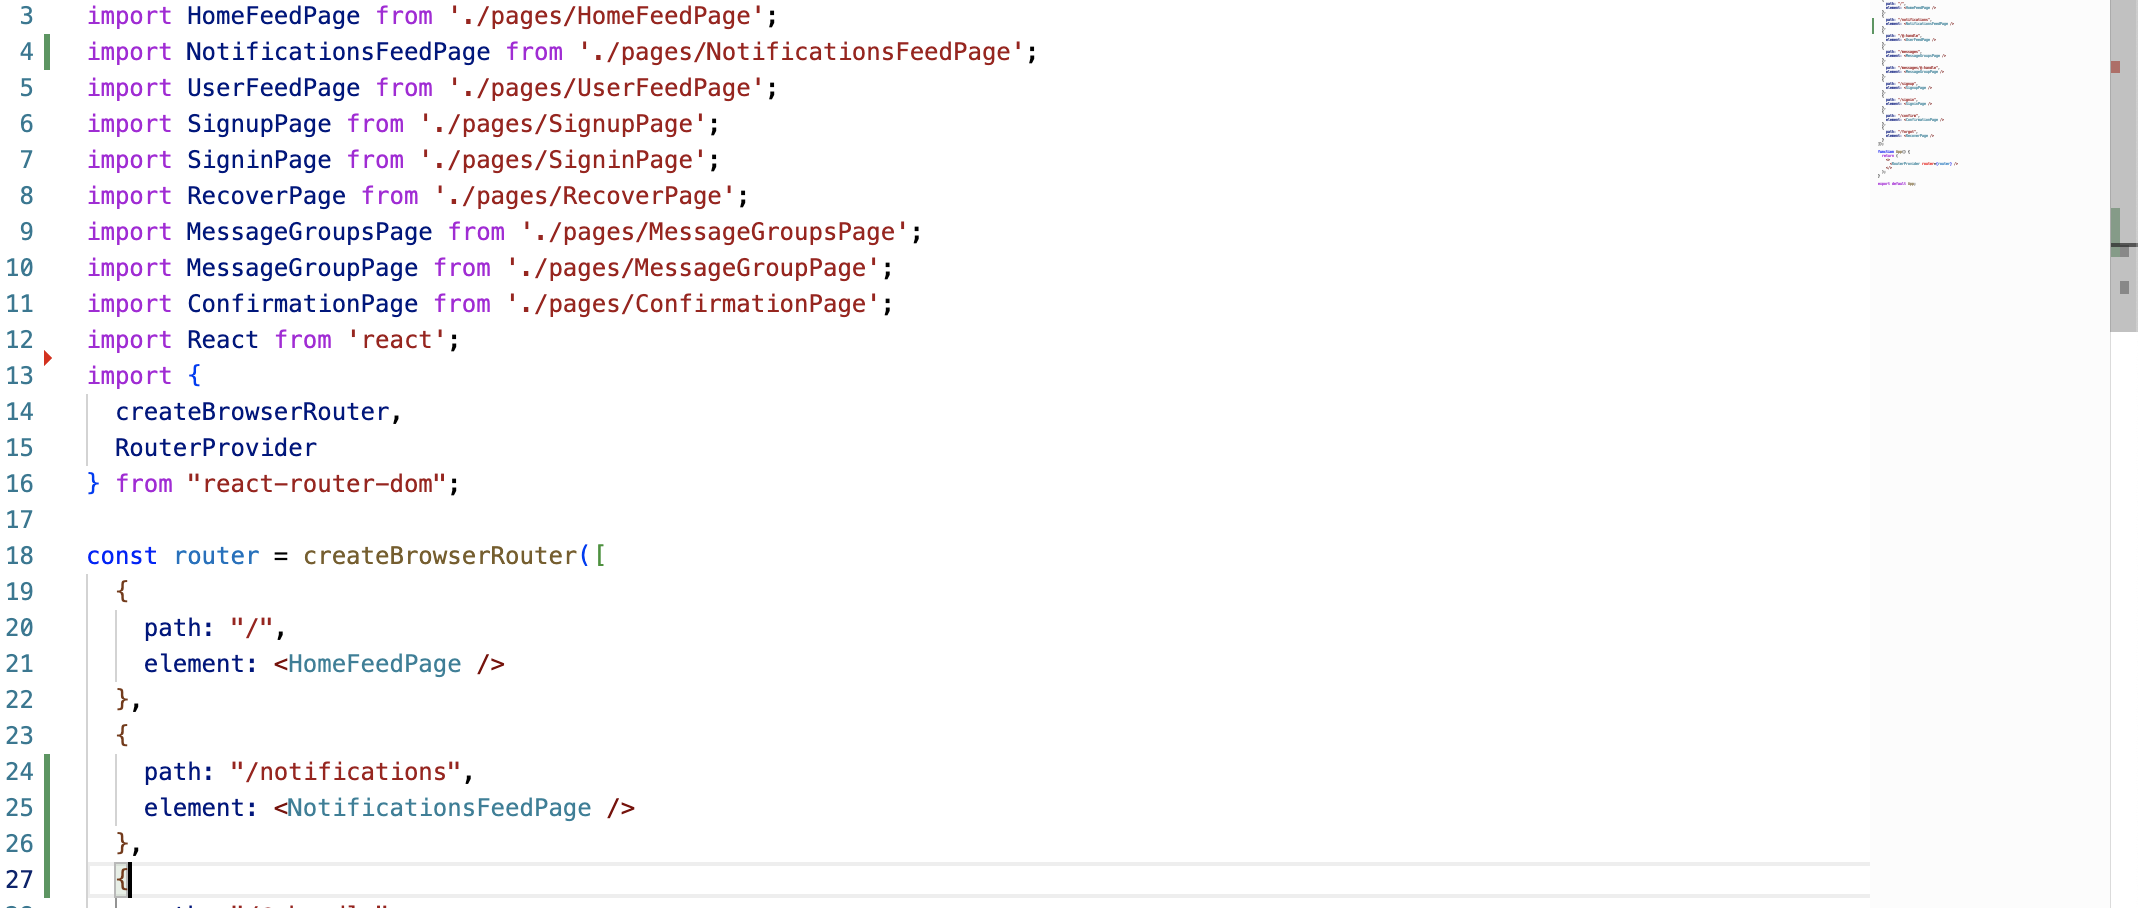 3 import HomeFeedPage from './pages/HomeFeedPage';
4 import NotificationsFeedPage from './pages/NotificationsFeedPage';
5 import UserFeedPage from './pages/UserFeedPage';
6 import SignupPage from './pages/SignupPage';
7 import SigninPage from './pages/SigninPage';
8 import RecoverPage from './pages/RecoverPage';
9 import MessageGroupsPage from './pages/MessageGroupsPage';
10 import MessageGroupPage from './pages/MessageGroupPage';
11 import ConfirmationPage from './pages/ConfirmationPage';
12 import React from 'react';
13 import {
14   createBrowserRouter,
15   RouterProvider
16 } from "react-router-dom";
17
18 const router = createBrowserRouter([
19   {
20     path: "/",
21     element: <HomeFeedPage />
22   },
23   {
24     path: "/notifications",
25     element: <NotificationsFeedPage />
26   },
27   {